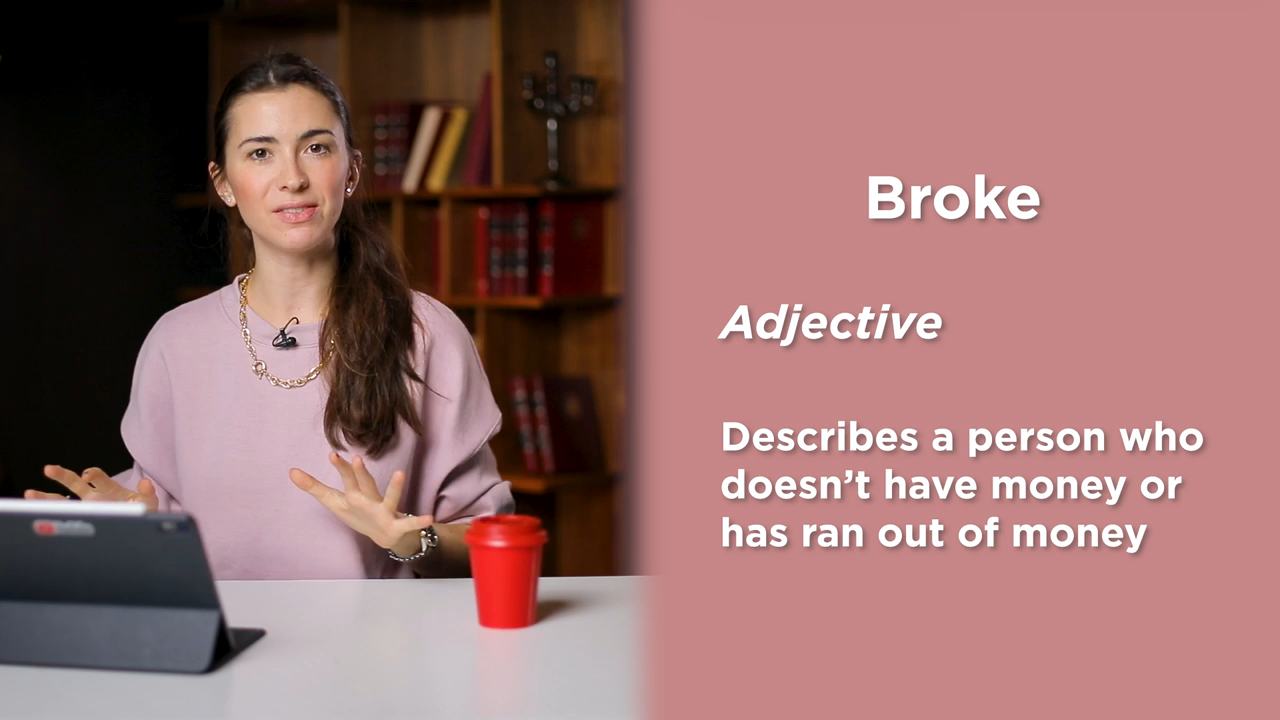 Broke
Adjective
Describes a person who
doesn’t have money or
has ran out of money